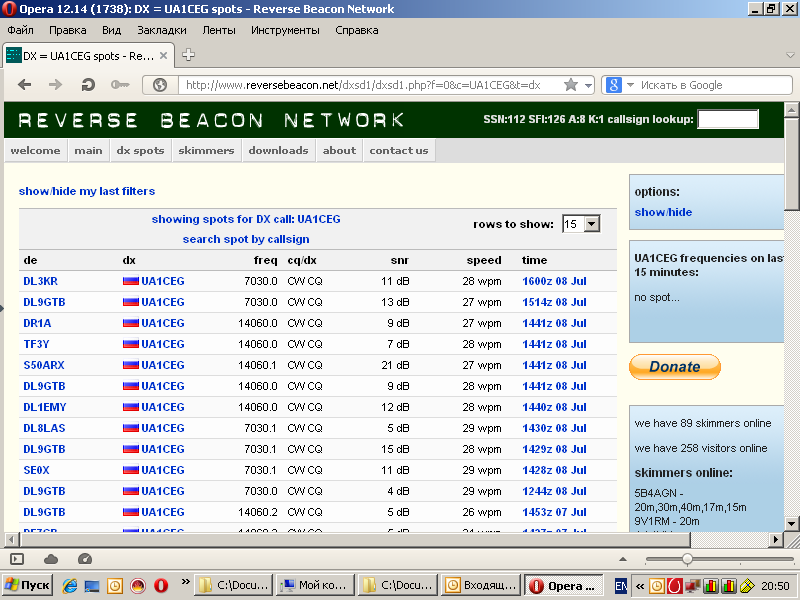 Opera 12.14 (1738): DX = UA1CEG spots - Reverse Beacon Network
Файл Правка Вид Закладки Ленты Инструменты Справка
DX = UA1CEG spots - Re...
http://www.reversebeacon.net/dxsd1/dxsd1.php?f=0&c=UA1CEG&t=dx
Искать в Google
REVERSE BEACON NETWORK
SSN:112 SFI:126 A:8 K:1 callsign lookup:
welcome main dx spots skimmers downloads about contact us
show/hide my last filters
showing spots for DX call: UA1CEG
search spot by callsign
rows to show: 15
de dx freq cq/dx snr speed time
DL3KR UA1CEG 7030.0 CW CQ 11 dB 28 wpm 1600z 08 Jul
DL9GTB UA1CEG 7030.0 CW CQ 13 dB 27 wpm 1514z 08 Jul
DR1A UA1CEG 14060.0 CW CQ 9 dB 27 wpm 1441z 08 Jul
TF3Y UA1CEG 14060.0 CW CQ 7 dB 28 wpm 1441z 08 Jul
S50ARX UA1CEG 14060.1 CW CQ 21 dB 27 wpm 1441z 08 Jul
DL9GTB UA1CEG 14060.0 CW CQ 9 dB 28 wpm 1441z 08 Jul
DL1EMY UA1CEG 14060.0 CW CQ 12 dB 28 wpm 1440z 08 Jul
DL8LAS UA1CEG 7030.1 CW CQ 5 dB 29 wpm 1430z 08 Jul
DL9GTB UA1CEG 7030.1 CW CQ 15 dB 28 wpm 1429z 08 Jul
SE0X UA1CEG 7030.1 CW CQ 11 dB 29 wpm 1428z 08 Jul
DL9GTB UA1CEG 14060.0 CW CQ 4 dB 29 wpm 1244z 08 Jul
DL9GTB UA1CEG 14060.2 CW CQ 5 dB 26 wpm 1453z 07 Jul
options:
show/hide
UA1CEG frequencies on las
15 minutes:
no spot...
Donate
we have 89 skimmers online
we have 258 visitors online
skimmers online:
5B4AGN -
20m,30m,40m,17m,15m
9V1RM - 20m
Пуск
C:\Docu...
Мой ко...
C:\Docu...
Входящ...
Opera ...
EN
20:50